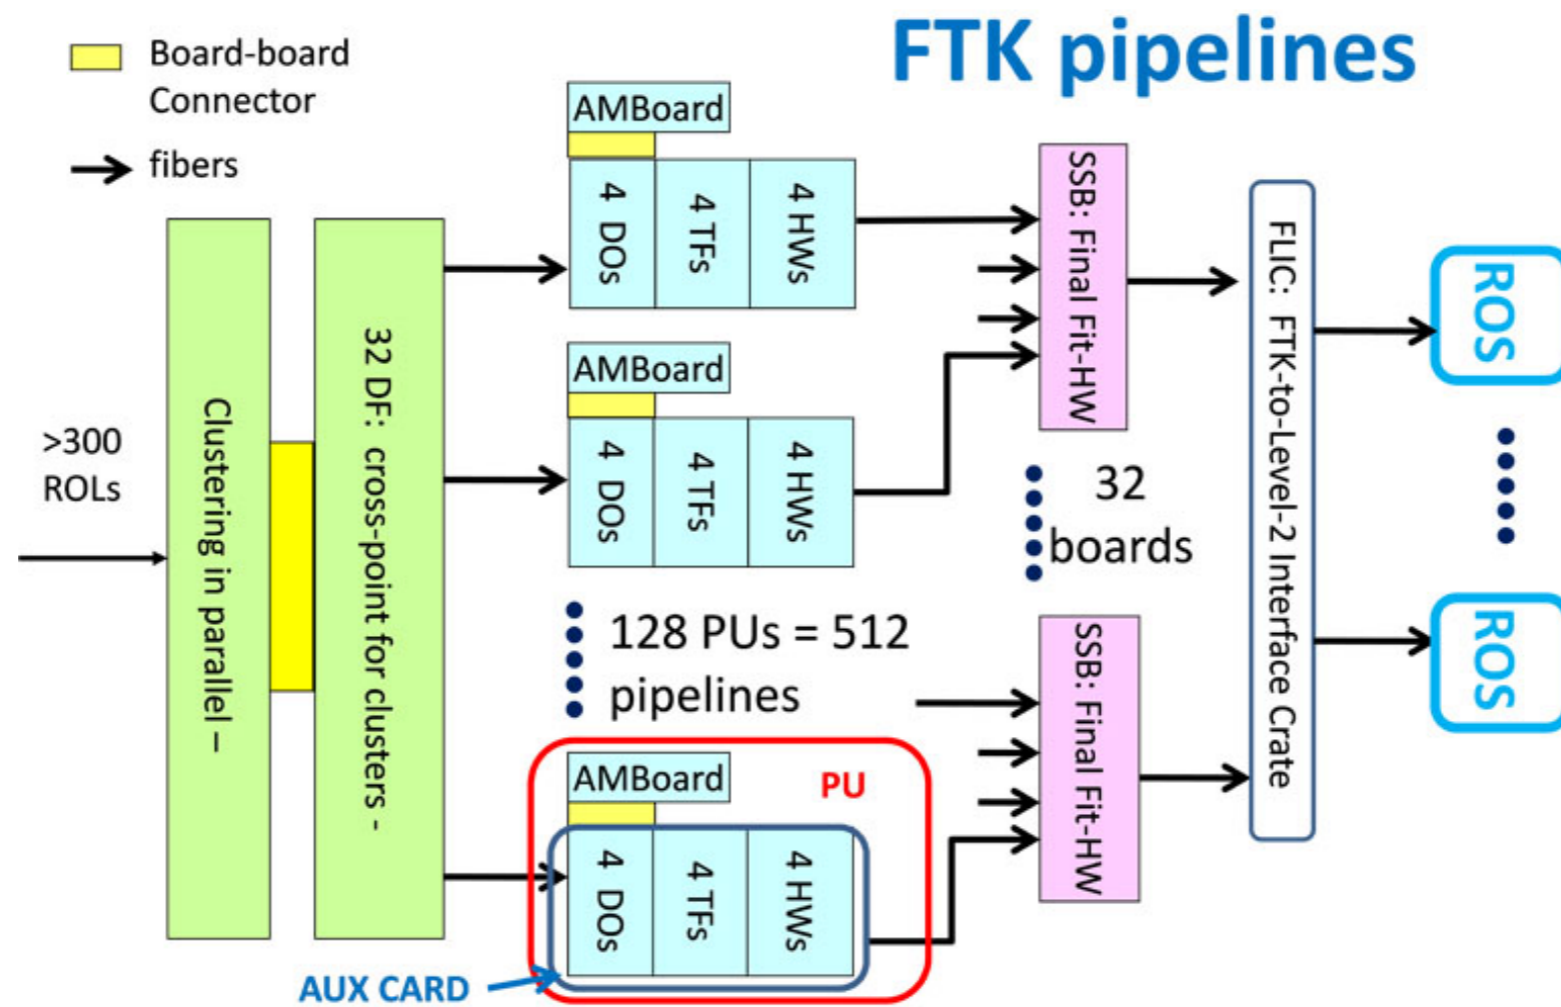 FTK pipelines
Board-board
Connector
fibers
>300
ROLs
Clustering in parallel –
32 DF: cross-point for clusters -
AMBoard
4 DOs
4 TFs
4 HWs
AMBoard
4 DOs
4 TFs
4 HWs
128 PUs = 512
pipelines
AMBoard
PU
4 DOs
4 TFs
4 HWs
AUX CARD
SSB: Final Fit-HW
32
boards
SSB: Final Fit-HW
FLIC: FTK-to-Level-2 Interface Crate
ROS
ROS